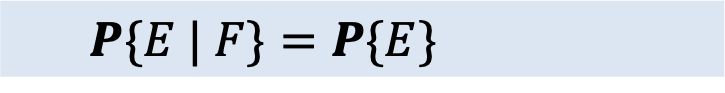 P{E | F} = P{E}